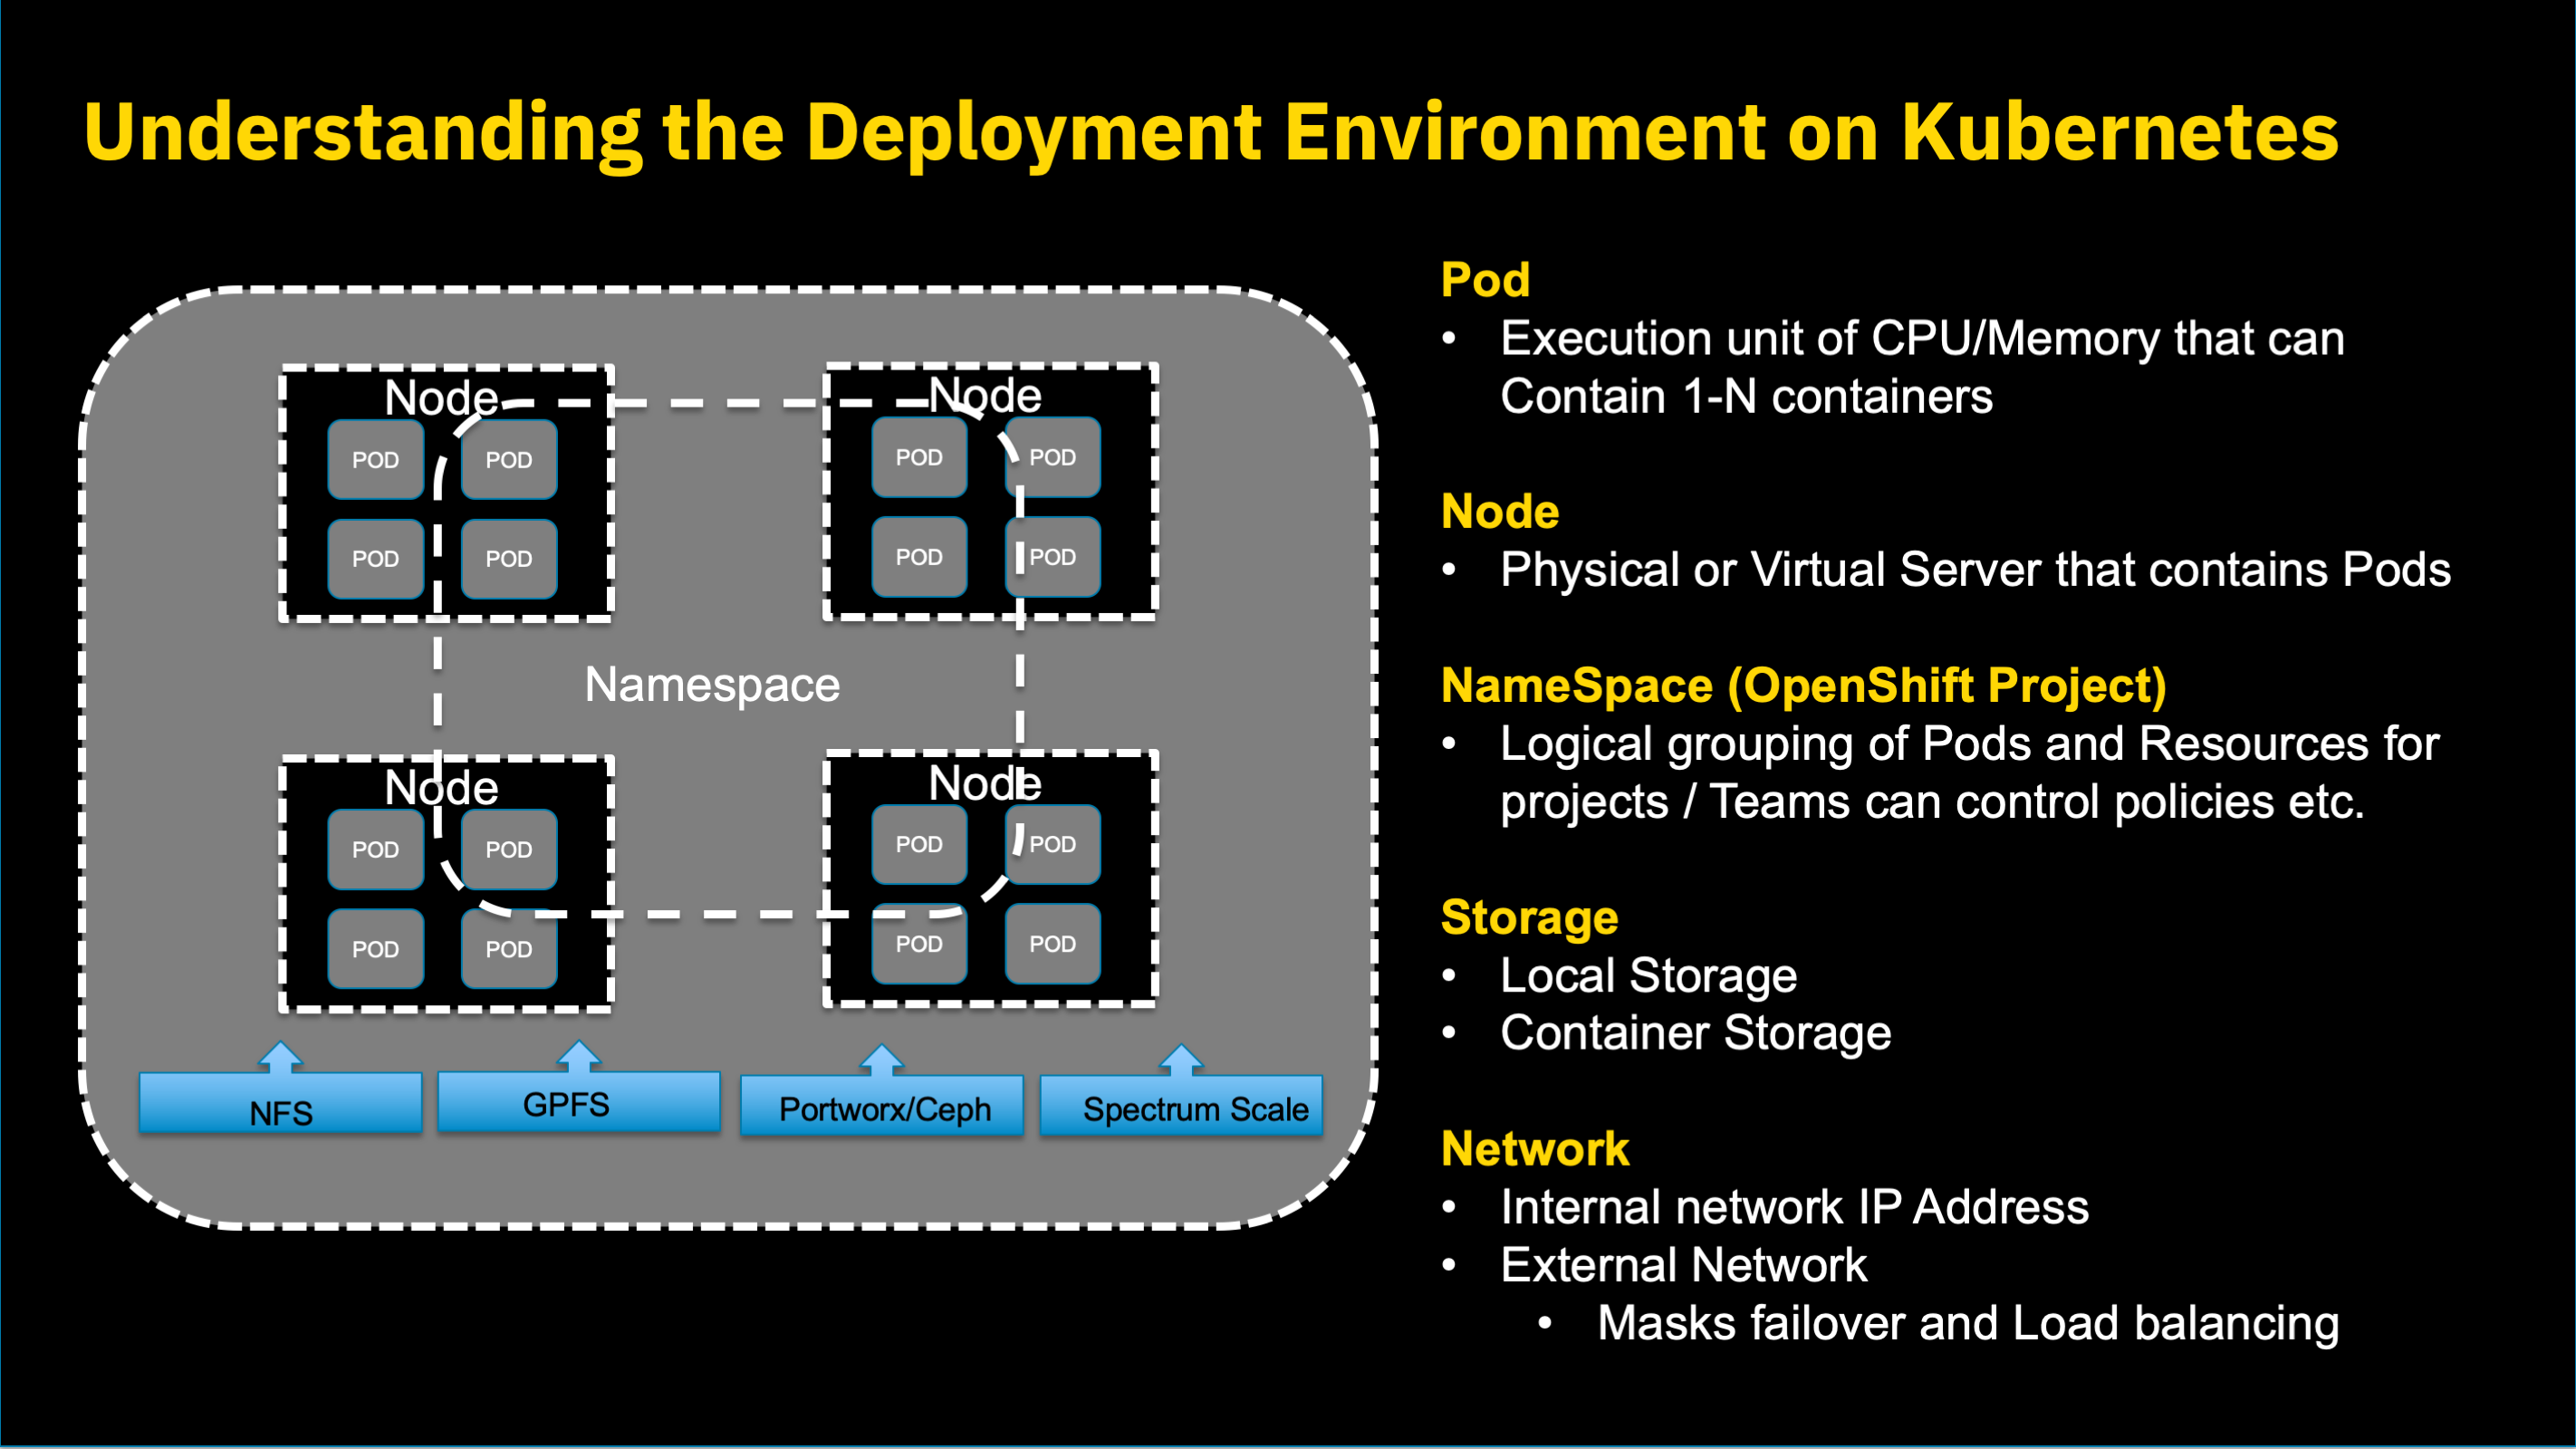 Understanding the Deployment Environment on Kubernetes
Node
POD
POD
POD
POD
Node
POD
POD
POD
POD
Namespace
Node
POD
POD
POD
POD
Node
POD
POD
POD
POD
NFS
GPFS
Portworx/Ceph
Spectrum Scale
Pod
• Execution unit of CPU/Memory that can
Contain 1-N containers
Node
• Physical or Virtual Server that contains Pods
NameSpace (OpenShift Project)
• Logical grouping of Pods and Resources for
projects / Teams can control policies etc.
Storage
• Local Storage
• Container Storage
Network
• Internal network IP Address
• External Network
• Masks failover and Load balancing